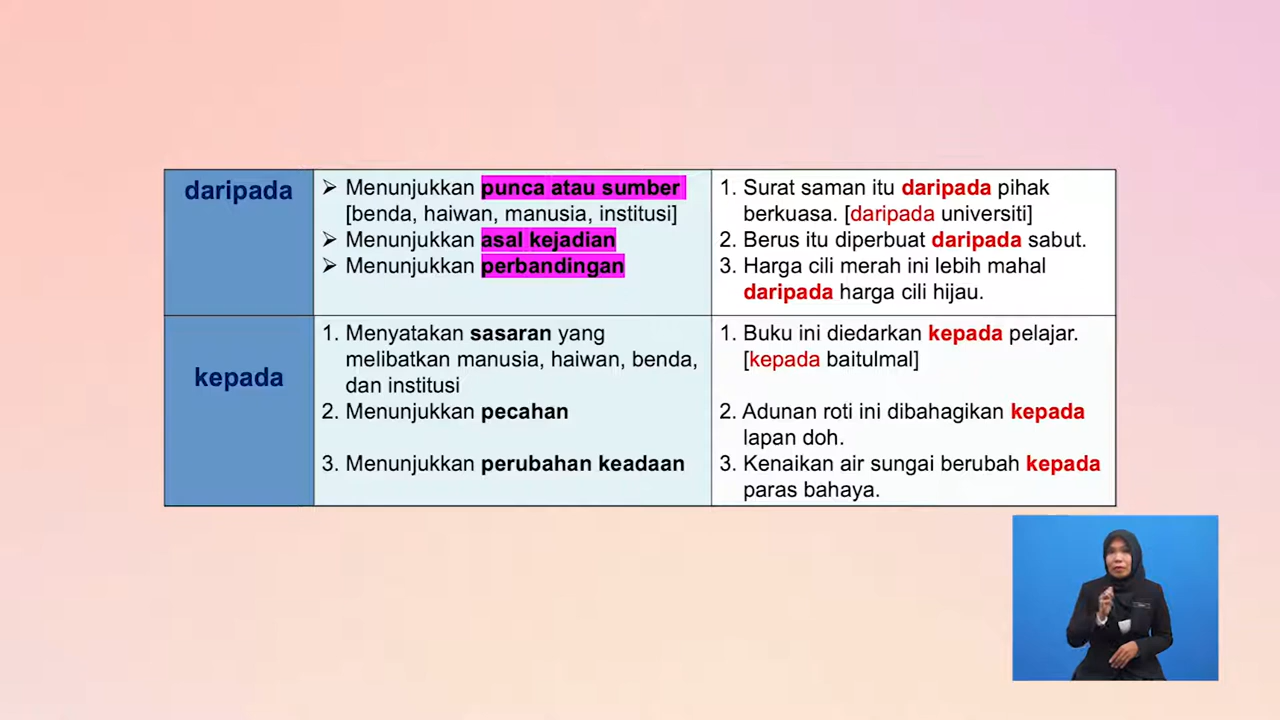 daripada
➢ Menunjukkan punca atau sumber
[benda, haiwan, manusia, institusi]
➢ Menunjukkan asal kejadian
➢ Menunjukkan perbandingan
1. Surat saman itu daripada pihak
berkuasa. [daripada universiti]
2. Berus itu diperbuat daripada sabut.
3. Harga cili merah ini lebih mahal
daripada harga cili hijau.
kepada
1. Menyatakan sasaran yang
melibatkan manusia, haiwan, benda,
dan institusi
2. Menunjukkan pecahan
3. Menunjukkan perubahan keadaan
1. Buku ini diedarkan kepada pelajar.
[kepada baitulmal]
2. Adunan roti ini dibahagikan kepada
lapan doh.
3. Kenaikan air sungai berubah kepada
paras bahaya.